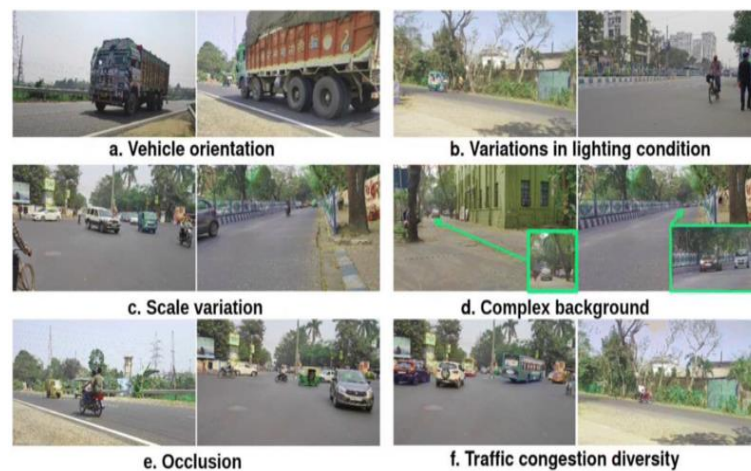 a. Vehicle orientation
b. Variations in lighting condition
c. Scale variation
d. Complex background
e. Occlusion
f. Traffic congestion diversity